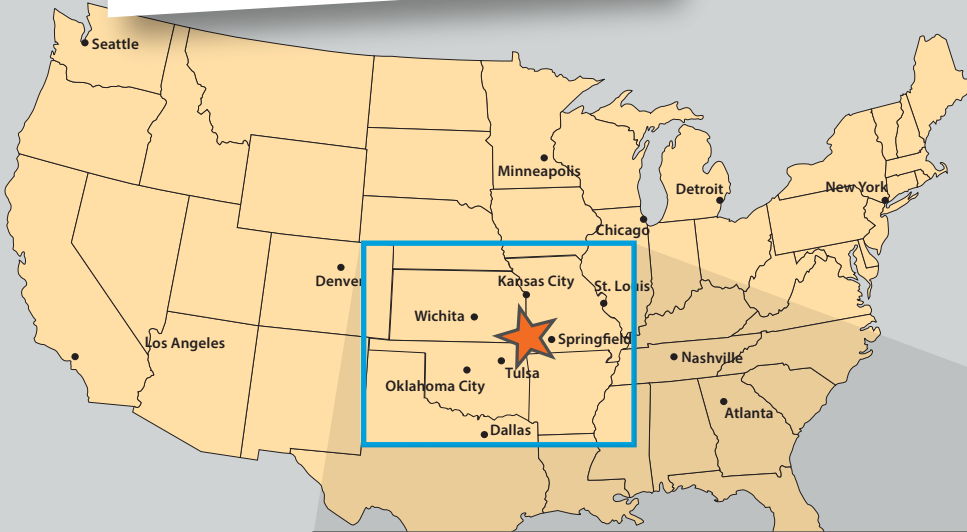 Seattle
Minneapolis
Detroit
New York
Chicago
Denver
Kansas City
St. Louis
Wichita
Springfield
Los Angeles
Nashville
Tulsa
Oklahoma City
Atlanta
Dallas